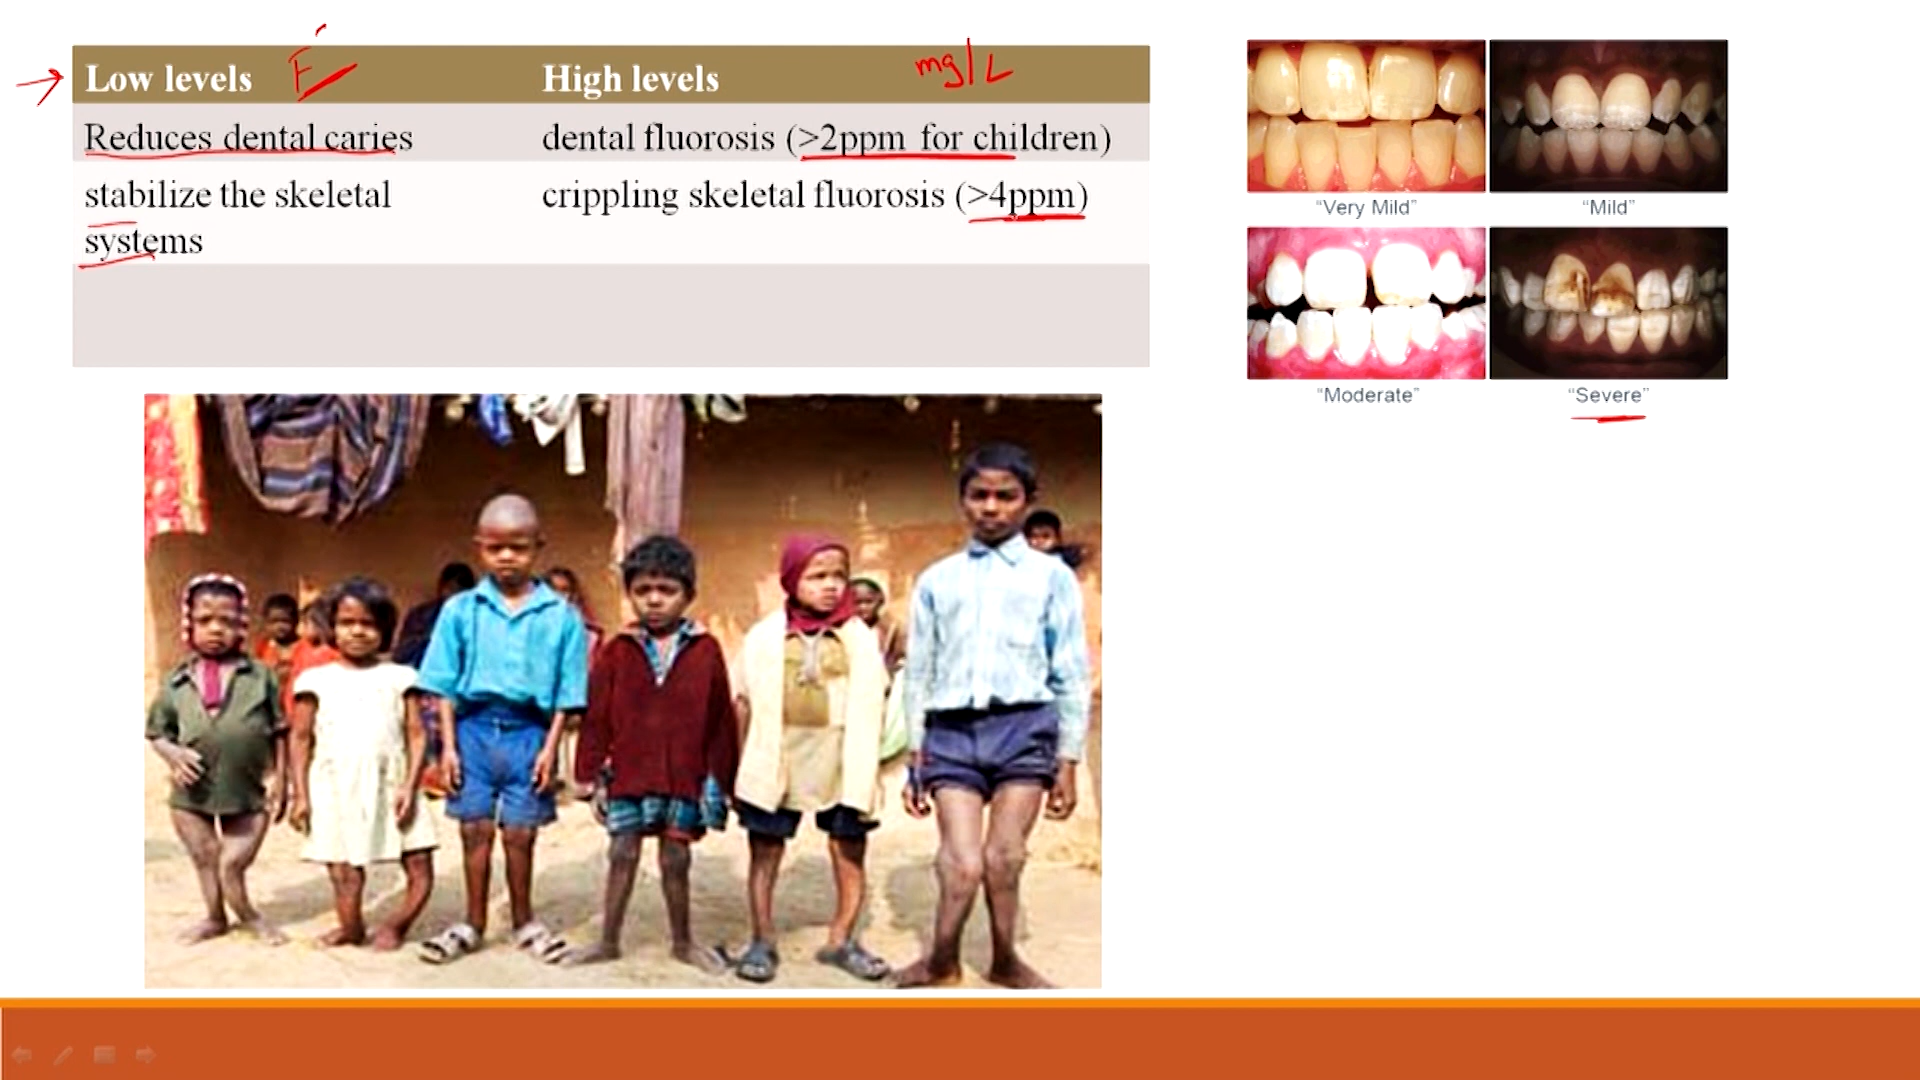 F⁻
mg/L
Low levels
High levels
Reduces dental caries
dental fluorosis (>2ppm for children)
stabilize the skeletal
systems
crippling skeletal fluorosis (>4ppm)
“Very Mild”
“Mild”
“Moderate”
“Severe”